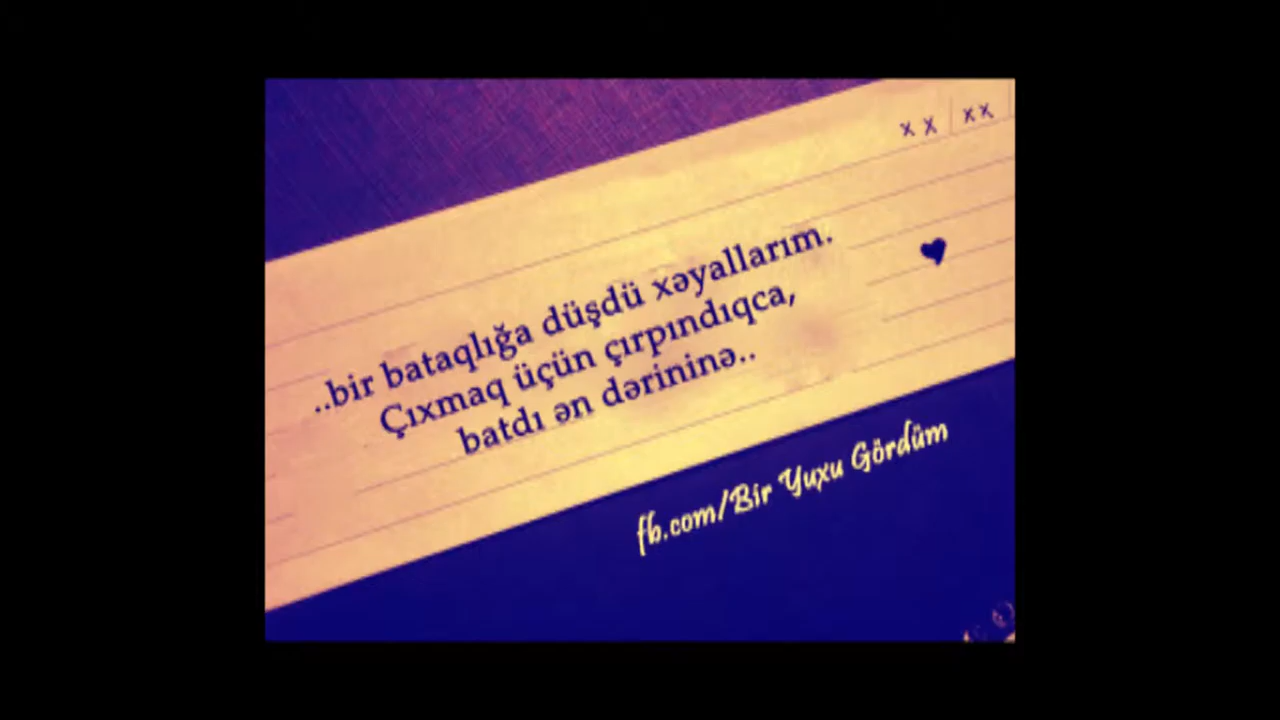 x x | x x
..bir bataqlığa düşdü xəyallarım.
Çıxmaq üçün çırpındıqca,
batdı ən dərininə..
fb.com/Bir Yuxu Gördüm